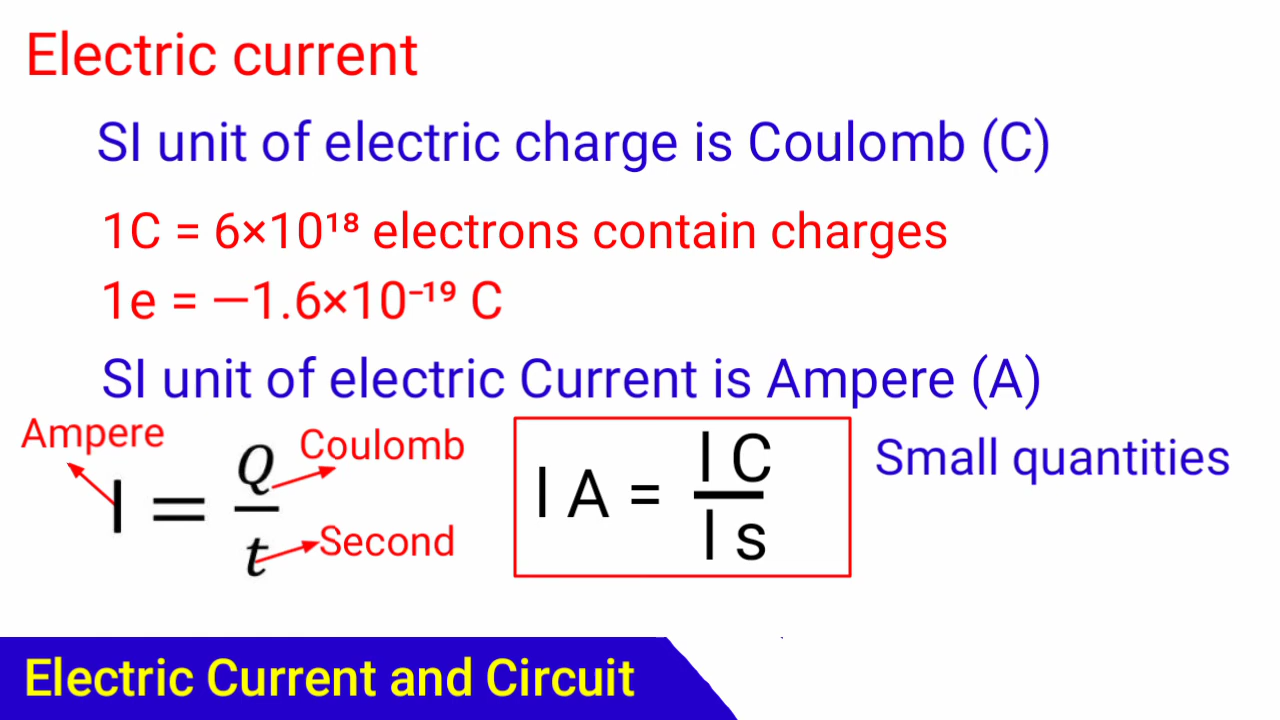 Electric current
SI unit of electric charge is Coulomb (C)
1C = 6×10¹⁸ electrons contain charges
1e = —1.6×10⁻¹⁹ C
SI unit of electric Current is Ampere (A)
Ampere
I = Q/t
Coulomb
Second
I A = I C / I s
Small quantities
Electric Current and Circuit